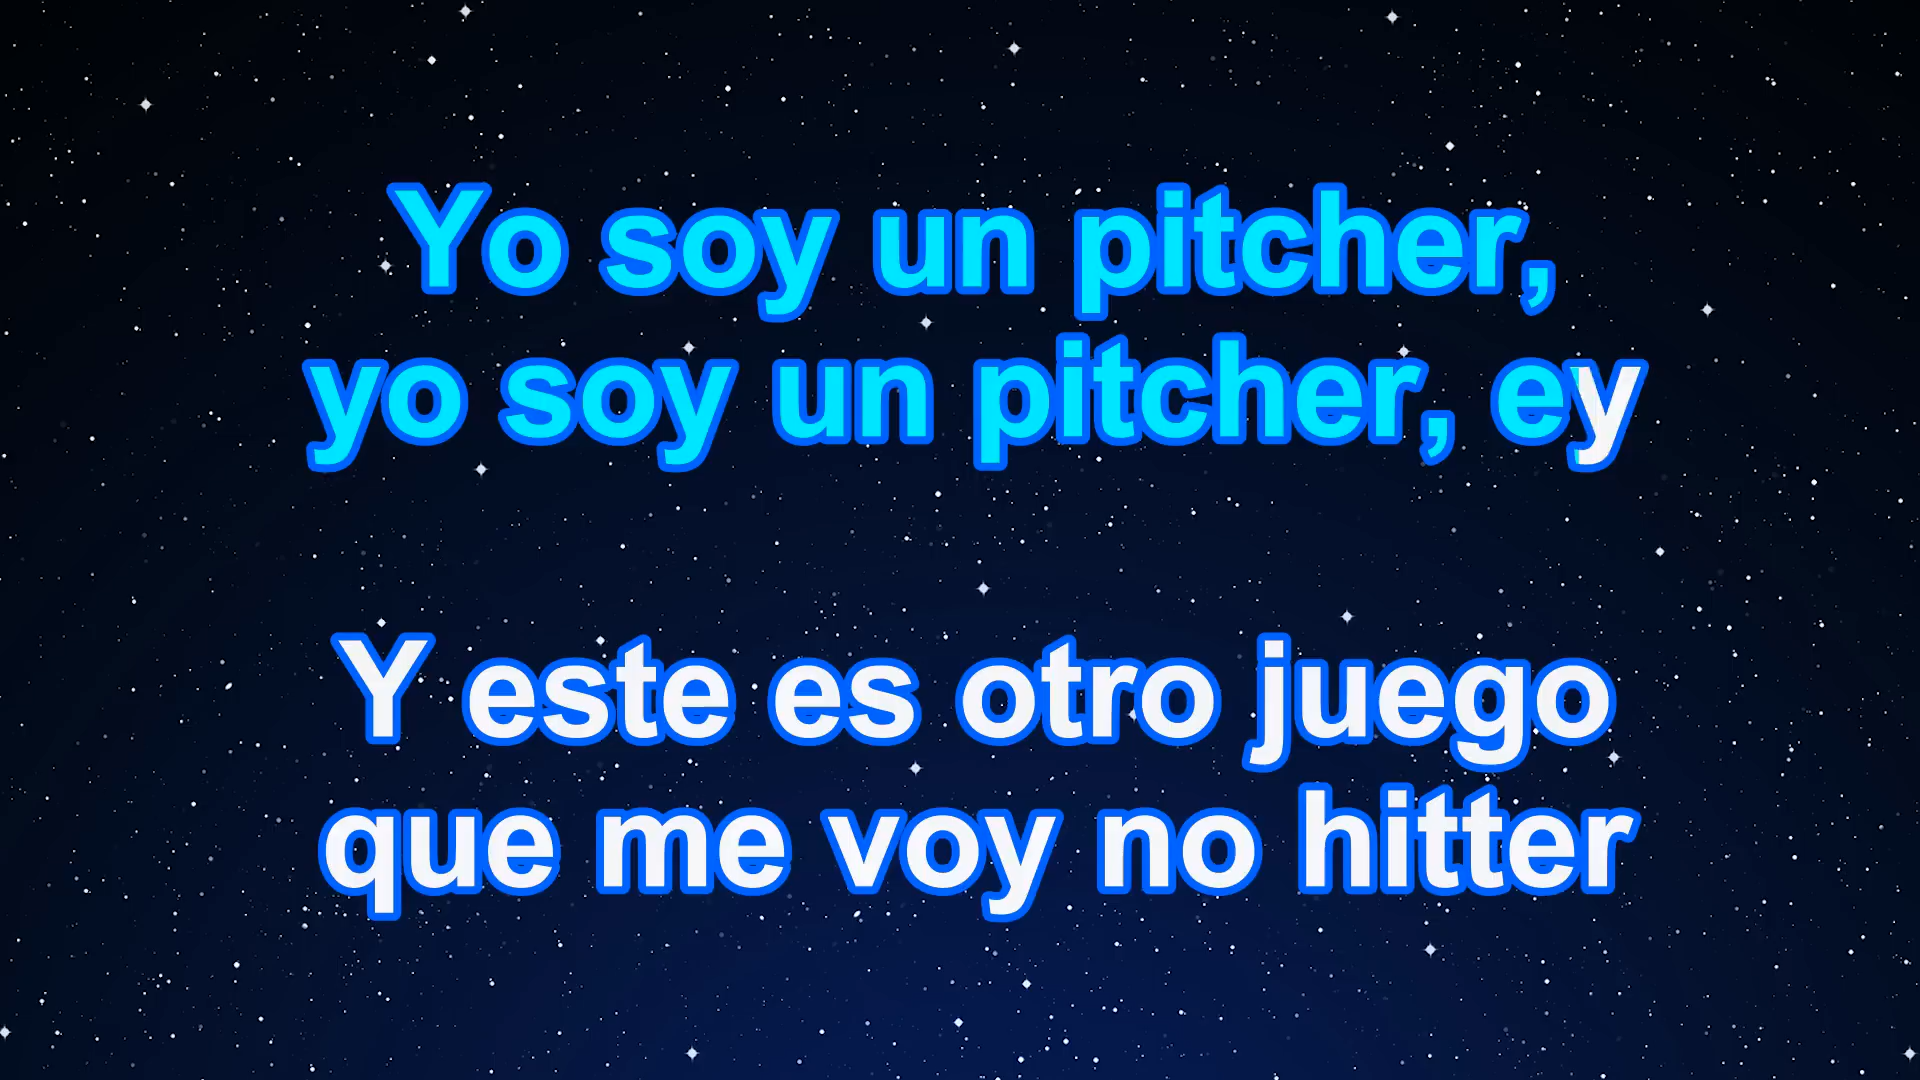 Yo soy un pitcher,
yo soy un pitcher, ey
Y este es otro juego
que me voy no hitter